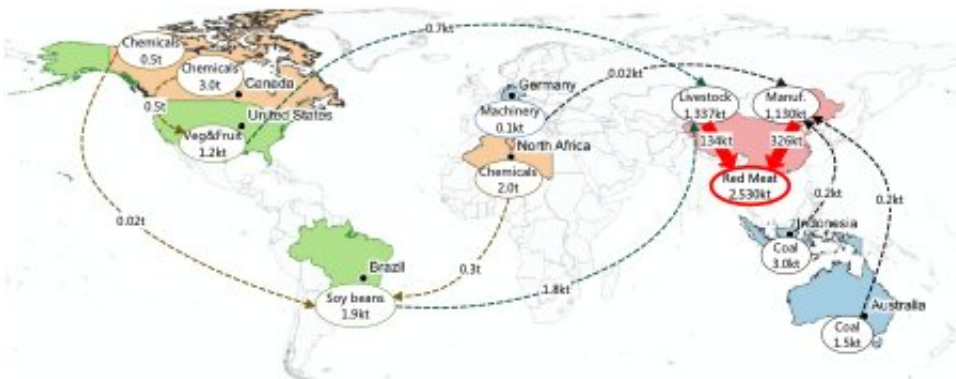 Chemicals
0.5t
Chemicals
3.0t
Canada
0.5t
United States
Veg&Fruit
1.2kt
0.7kt
0.02t
Germany
Machinery
0.1kt
0.02kt
North Africa
Chemicals
2.0t
0.3t
Brazil
Soy beans
1.9kt
1.8kt
Livestock
1,337kt
Manuf.
1,130kt
134kt
326kt
Red Meat
2,530kt
0.2kt
0.2kt
Indonesia
Coal
3.0kt
Australia
Coal
1.5kt